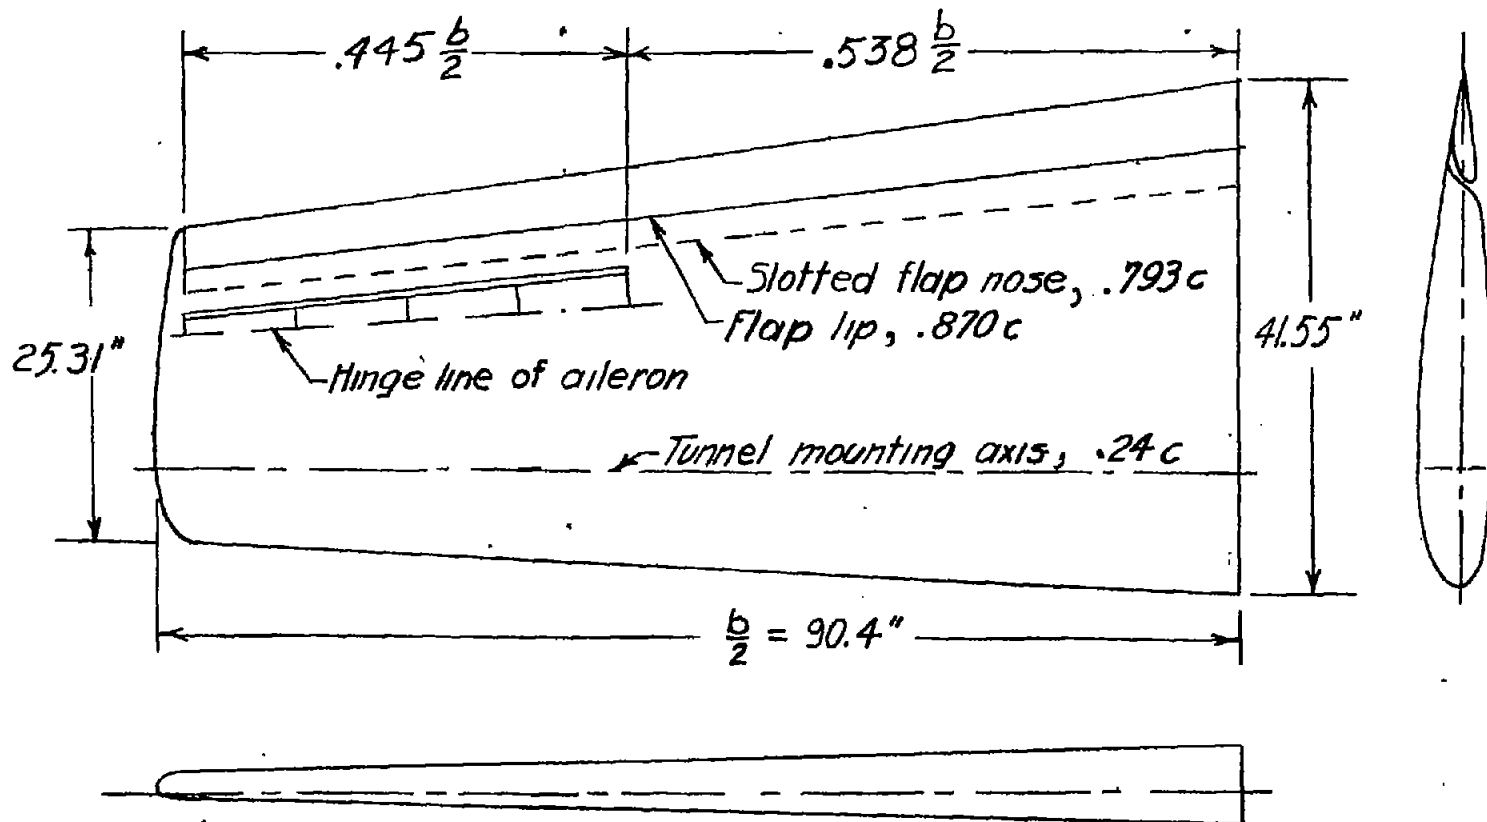 .445 b/2
.538 b/2
Slotted flap nose, .793c
Flap lip, .870c
25.31"
41.55"
Hinge line of aileron
Tunnel mounting axis, .24c
b/2 = 90.4"